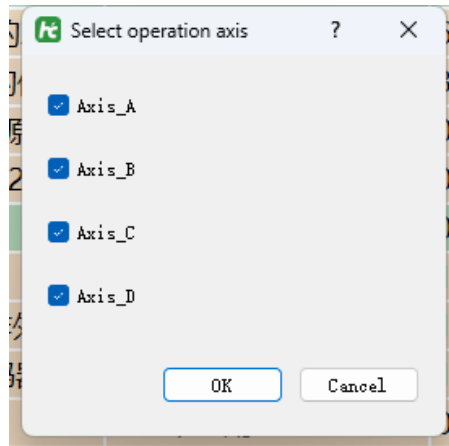 Select operation axis
Axis_A
Axis_B
Axis_C
Axis_D
OK
Cancel